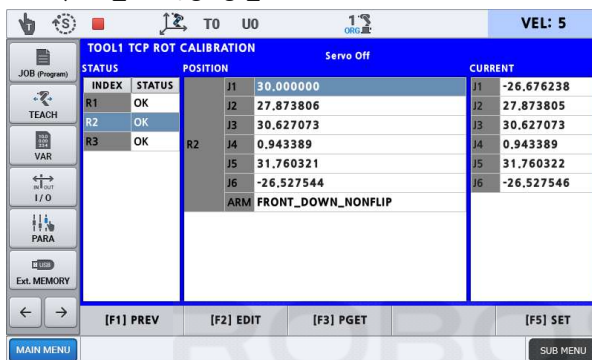 (S) T0 U0 1 ORG VEL: 5
TOOL1 TCP ROT CALIBRATION Servo Off
STATUS POSITION CURRENT
JOB (Program)
TEACH
VAR
IN OUT
I/O
PARA
USB
Ext. MEMORY
INDEX STATUS
R1 OK
R2 OK
R3 OK
R2
J1 30,000000
J2 27,873806
J3 30,627073
J4 0,943389
J5 31,760321
J6 -26,527544
ARM FRONT_DOWN_NONFLIP
J1 -26,676238
J2 27,873805
J3 30,627073
J4 0,943389
J5 31,760322
J6 -26,527546
[F1] PREV [F2] EDIT [F3] PGET [F5] SET
MAIN MENU SUB MENU